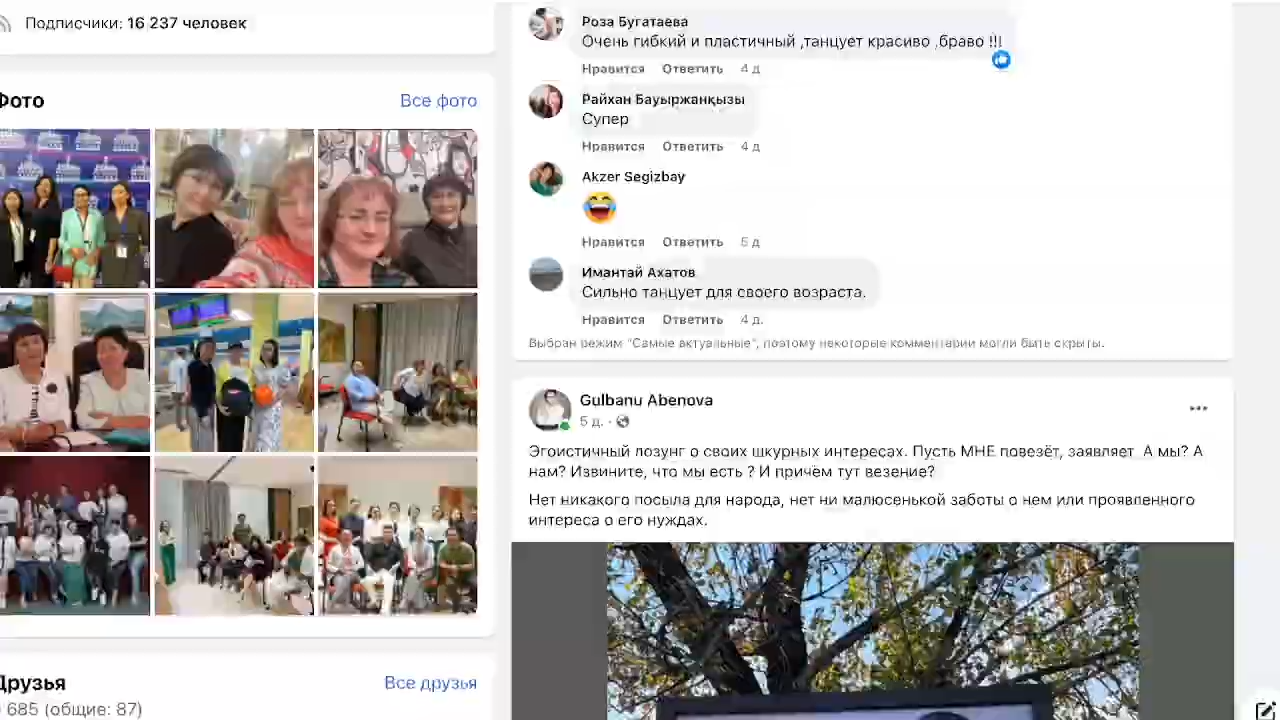 Подписчики: 16 237 человек
Фото
Все фото
Друзья
Все друзья
685 (общие: 87)
Роза Бугатаева
Очень гибкий и пластичный ,танцует красиво ,браво !!!
Нравится Ответить 4 д
Райхан Бауыржанқызы
Супер
Нравится Ответить 4 д
Akzer Segizbay
Нравится Ответить 5 д
Имантай Ахатов
Сильно танцует для своего возраста.
Нравится Ответить 4 д.
Выбран режим "Самые актуальные", поэтому некоторые комментарии могли быть скрыты.
Gulbanu Abenova
5 д. ·
Эгоистичный лозунг о своих шкурных интересах. Пусть МНЕ повезёт, заявляет А мы? А
нам? Извините, что мы есть ? И причём тут везение?
Нет никакого посыла для народа, нет ни малюсенькой заботы о нем или проявленного
интереса о его нуждах.